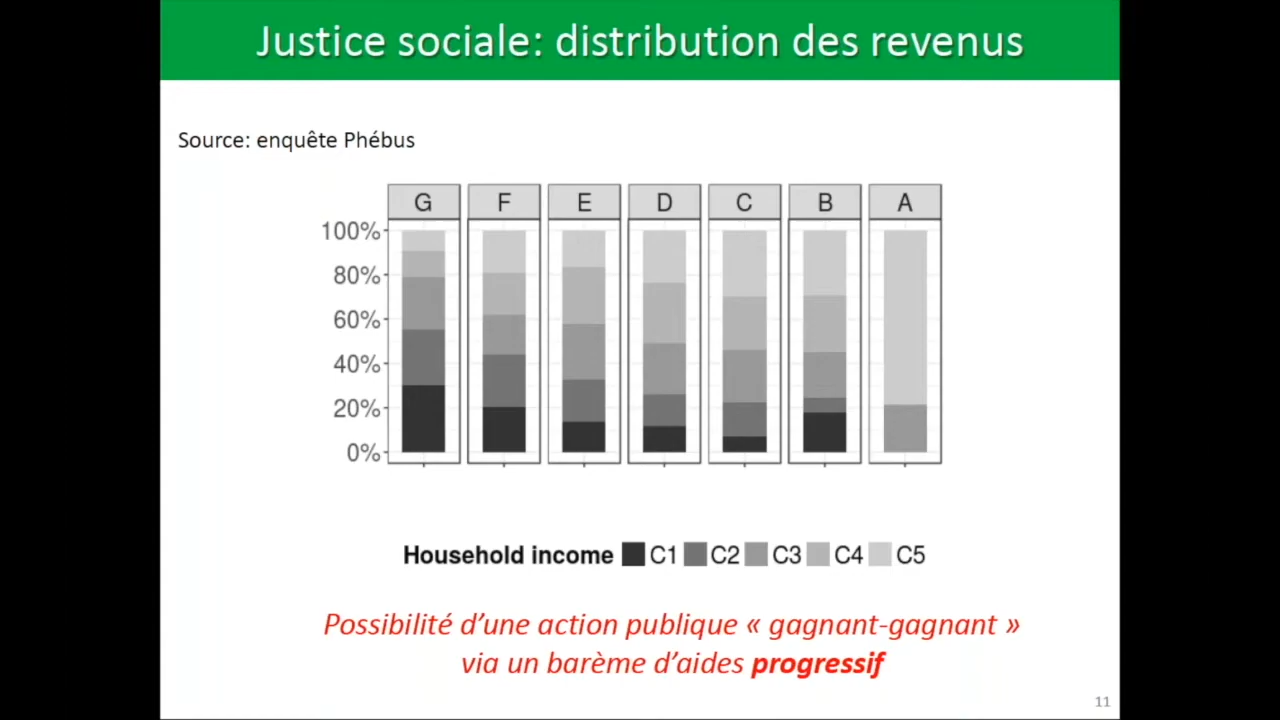 Justice sociale: distribution des revenus
Source: enquête Phébus
G F E D C B A
100%
80%
60%
40%
20%
0%
Household income C1 C2 C3 C4 C5
Possibilité d'une action publique « gagnant-gagnant »
via un barème d'aides progressif
11